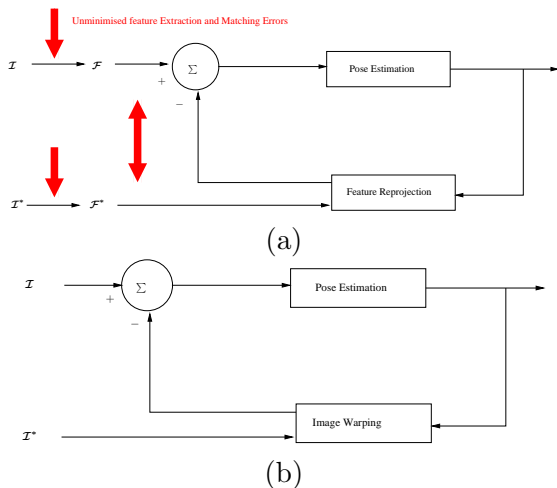 Unminimised feature Extraction and Matching Errors
I F Σ Pose Estimation
+
−
I* F* Feature Reprojection
(a)
I Σ Pose Estimation
+
−
I* Image Warping
(b)